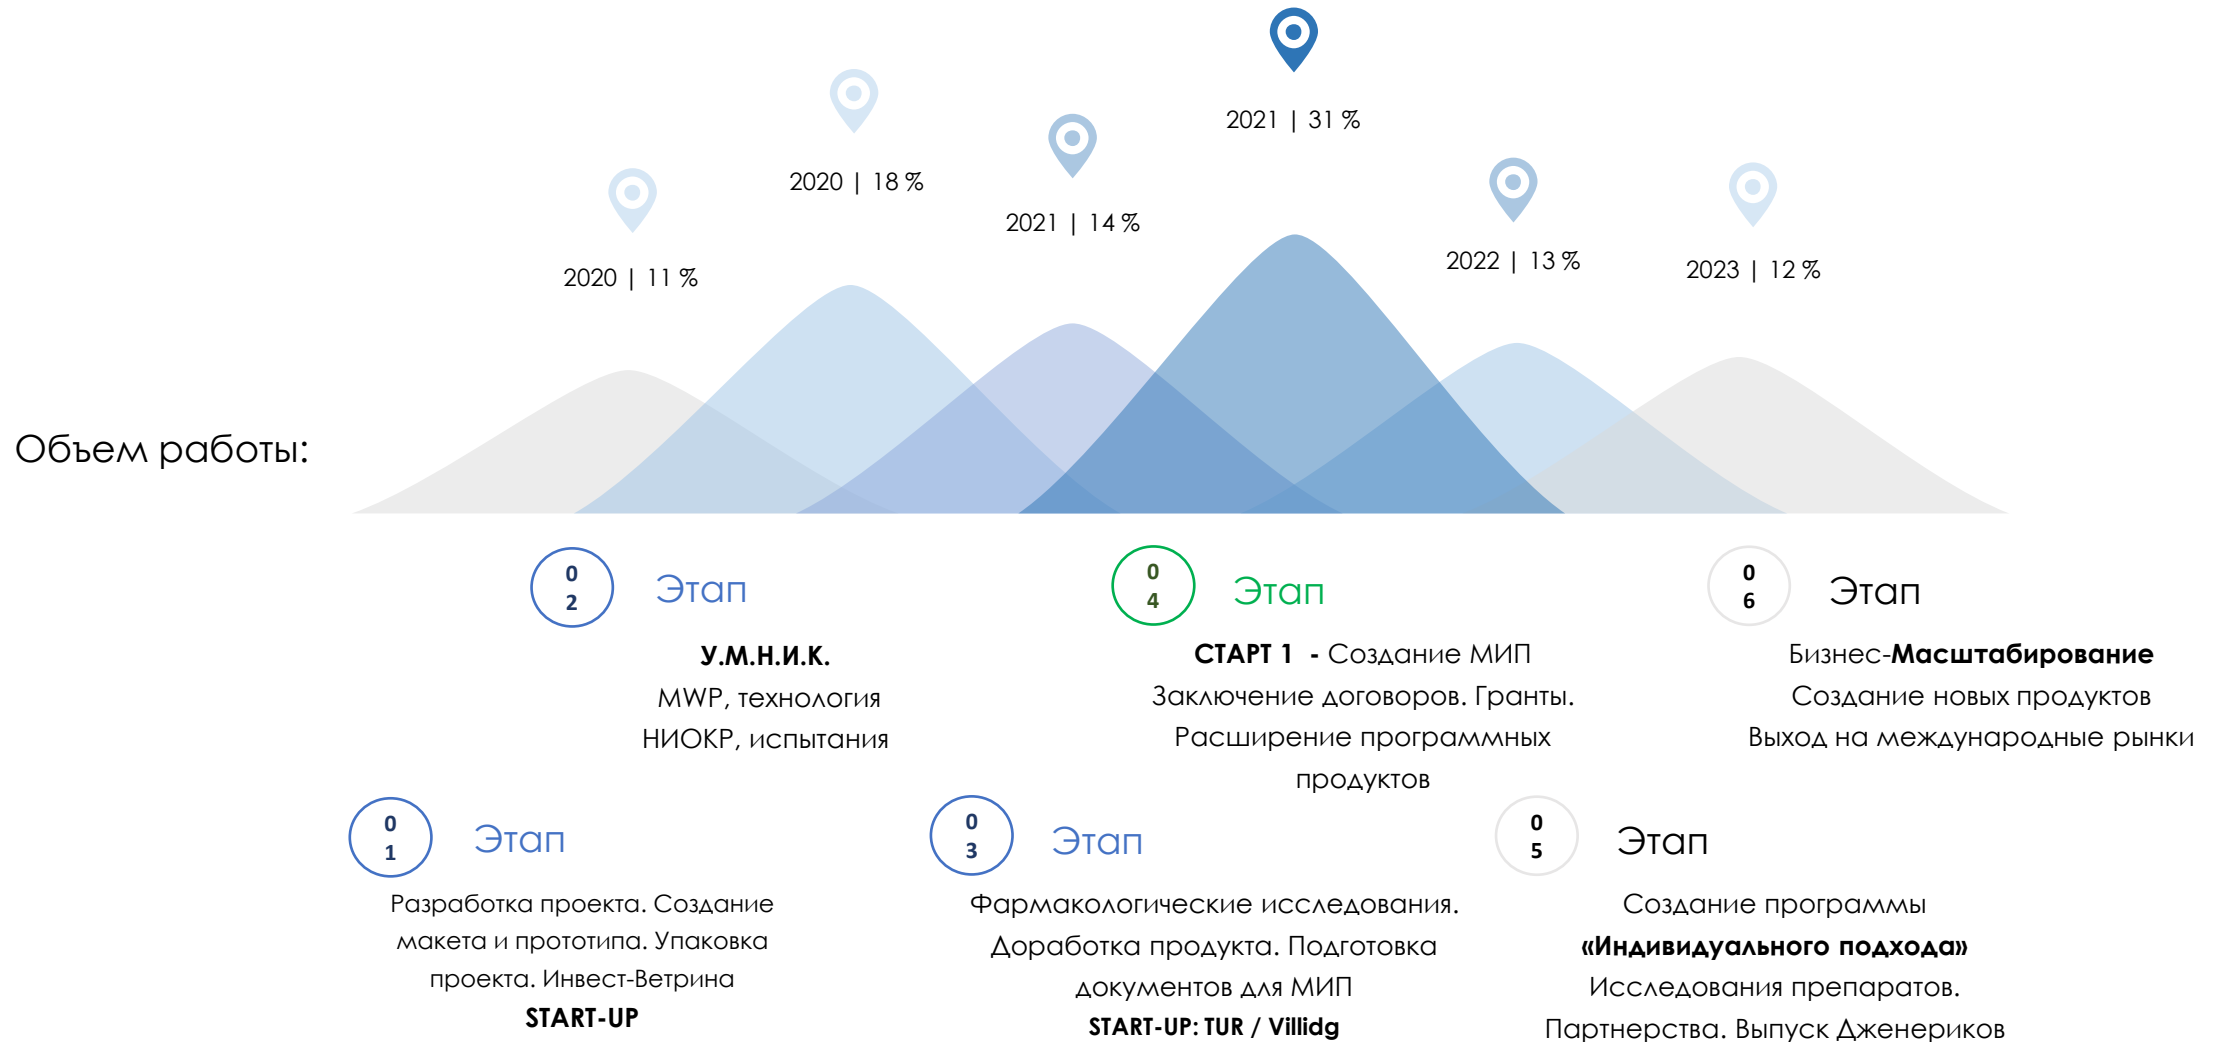 2021 | 31 %
2020 | 18 %
2021 | 14 %
2022 | 13 %
2023 | 12 %
2020 | 11 %
Объем работы:
0
2
Этап
У.М.Н.И.К.
MWP, технология
НИОКР, испытания
0
4
Этап
СТАРТ 1 - Создание МИП
Заключение договоров. Гранты.
Расширение программных
продуктов
0
6
Этап
Бизнес-Масштабирование
Создание новых продуктов
Выход на международные рынки
0
1
Этап
Разработка проекта. Создание
макета и прототипа. Упаковка
проекта. Инвест-Ветрина
START-UP
0
3
Этап
Фармакологические исследования.
Доработка продукта. Подготовка
документов для МИП
START-UP: TUR / Villidg
0
5
Этап
Создание программы
«Индивидуального подхода»
Исследования препаратов.
Партнерства. Выпуск Дженериков